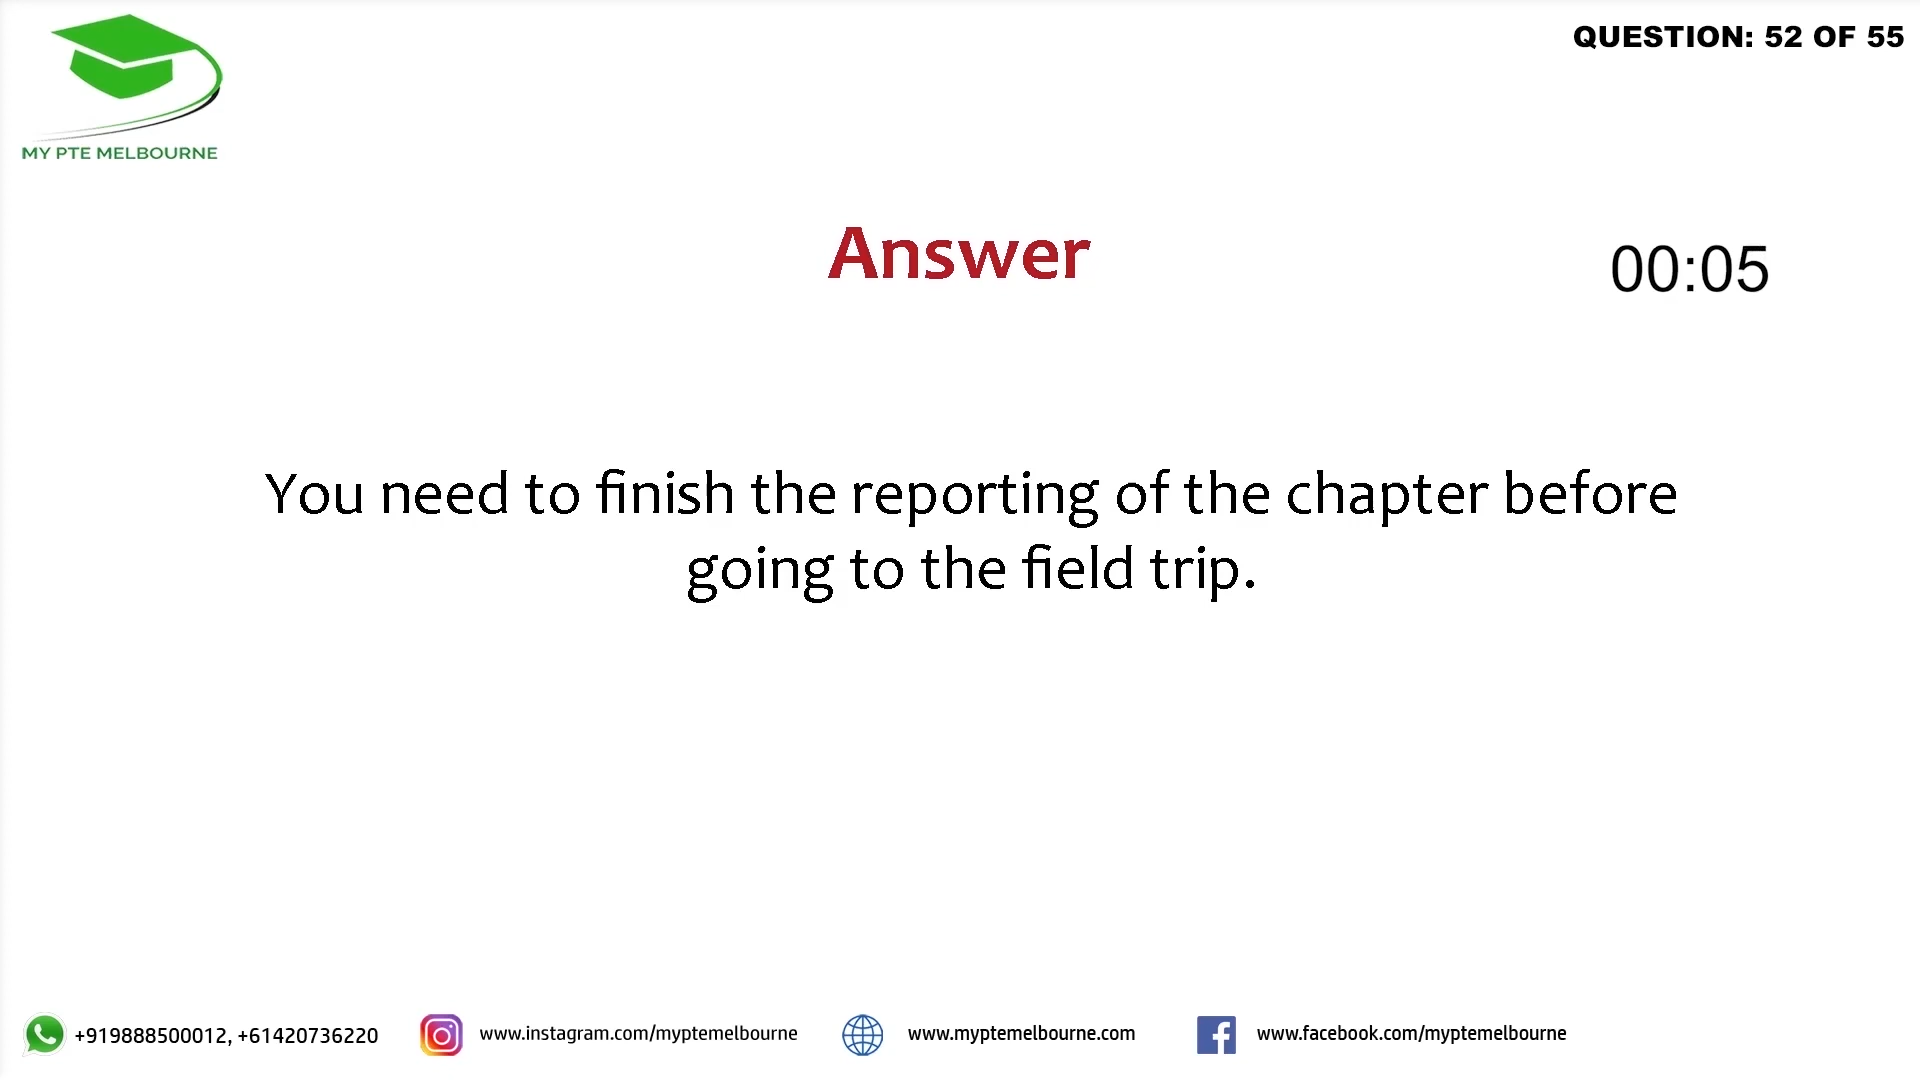 QUESTION: 52 OF 55
MY PTE MELBOURNE
Answer
00:05
You need to finish the reporting of the chapter before
going to the field trip.
+919888500012, +61420736220
www.instagram.com/myptemelbourne
www.myptemelbourne.com
www.facebook.com/myptemelbourne